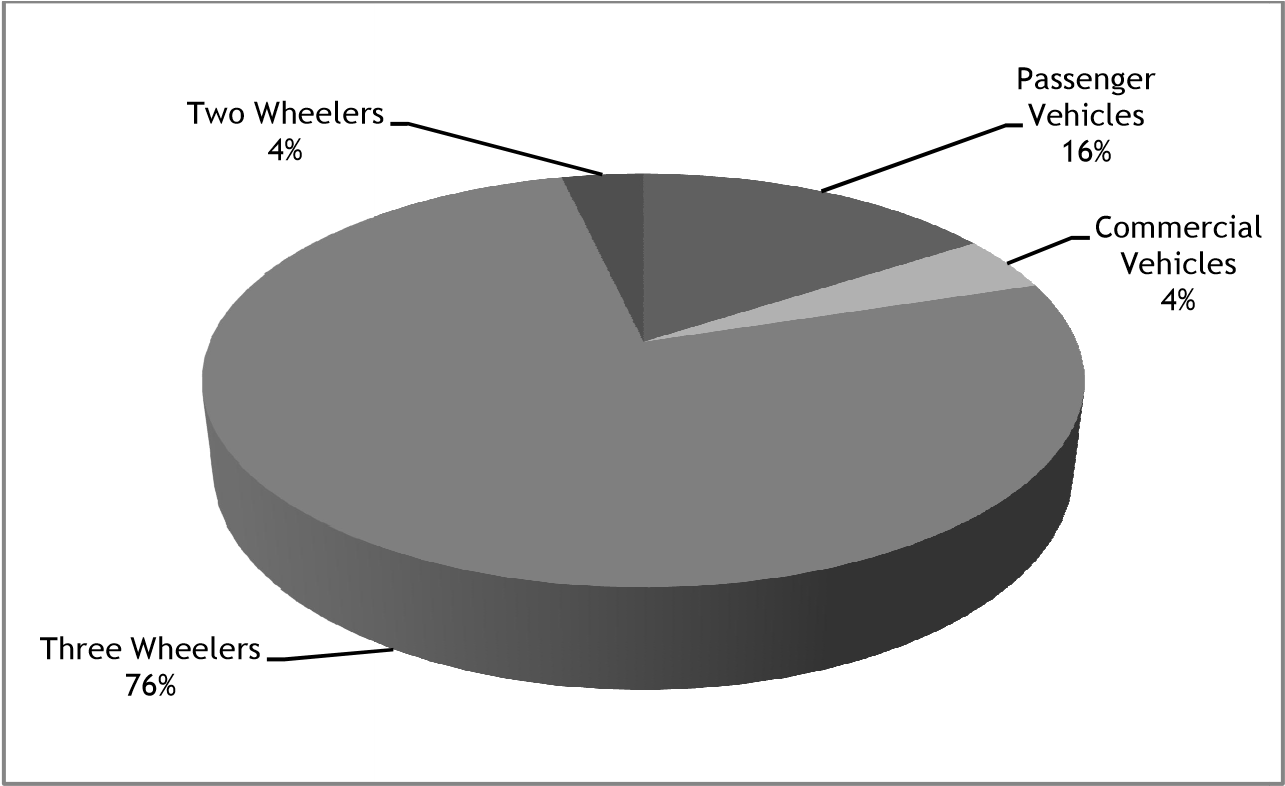 Passenger
Vehicles
16%
Two Wheelers
4%
Commercial
Vehicles
4%
Three Wheelers
76%